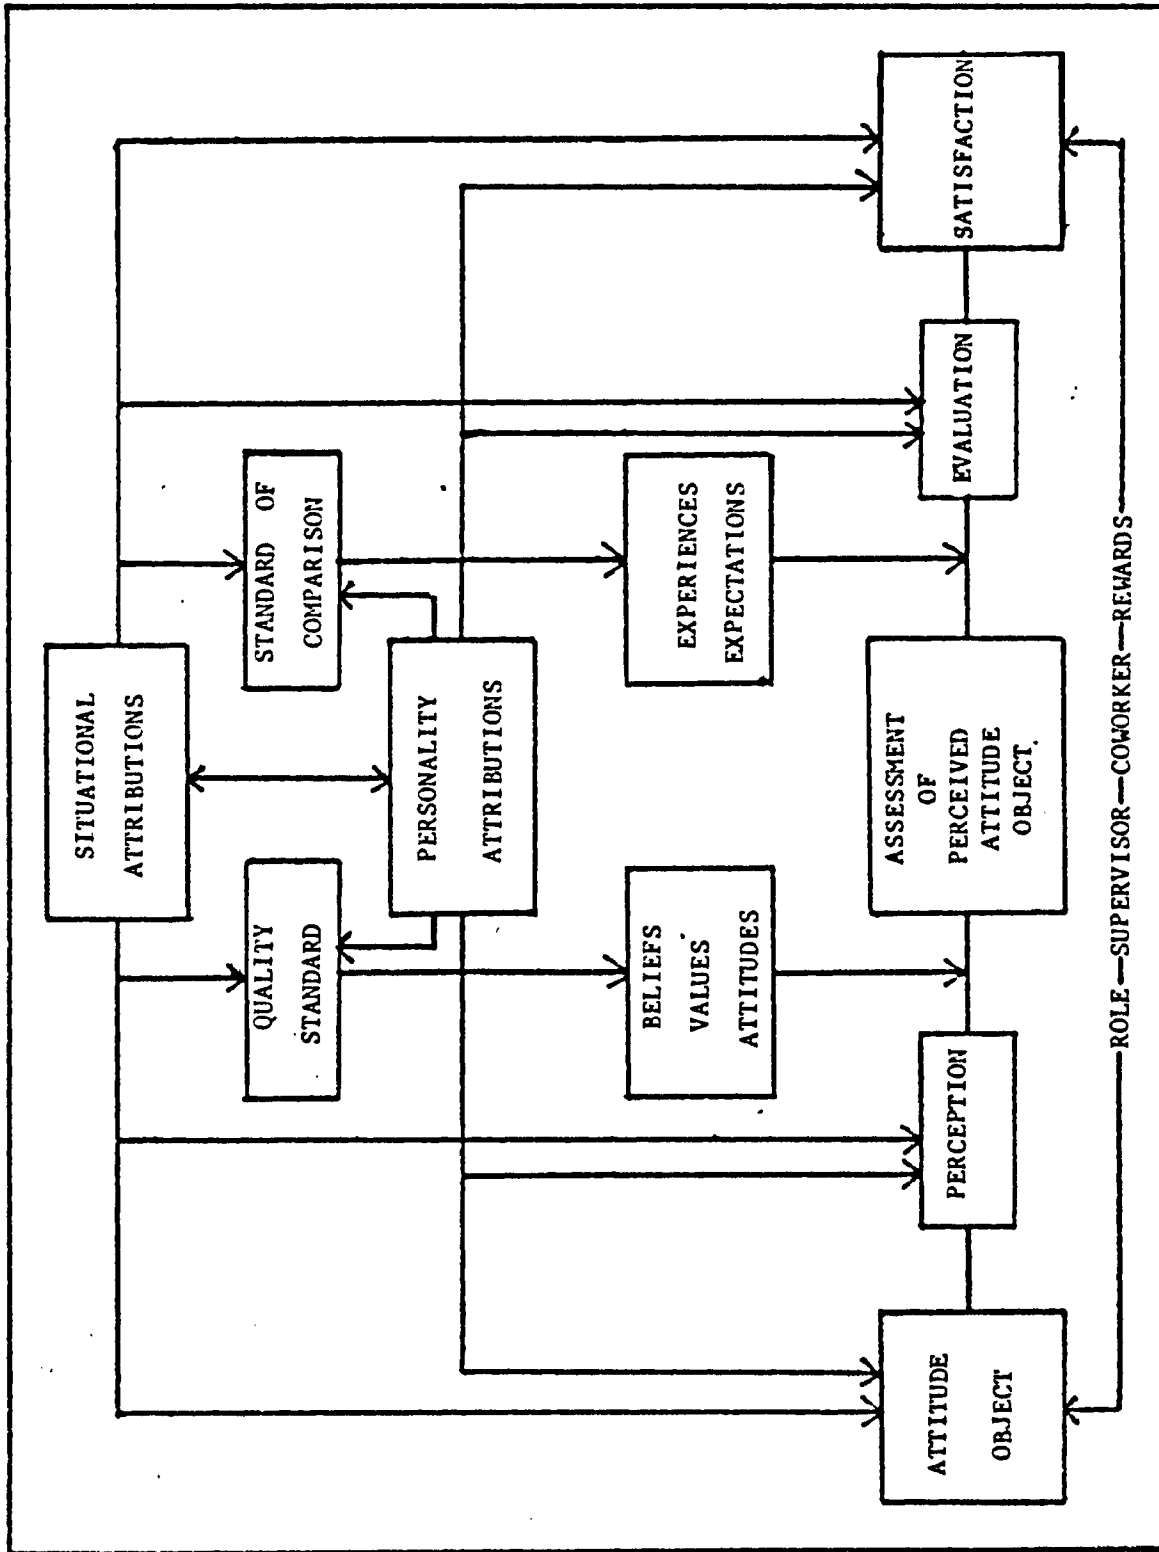 SITUATIONAL
ATTRIBUTIONS
QUALITY
STANDARD
STANDARD OF
COMPARISON
PERSONALITY
ATTRIBUTIONS
BELIEFS
VALUES
ATTITUDES
EXPERIENCES
EXPECTATIONS
ATTITUDE
OBJECT
PERCEPTION
ASSESSMENT
OF
PERCEIVED
ATTITUDE
OBJECT.
EVALUATION
SATISFACTION
ROLE—SUPERVISOR—COWORKER—REWARDS